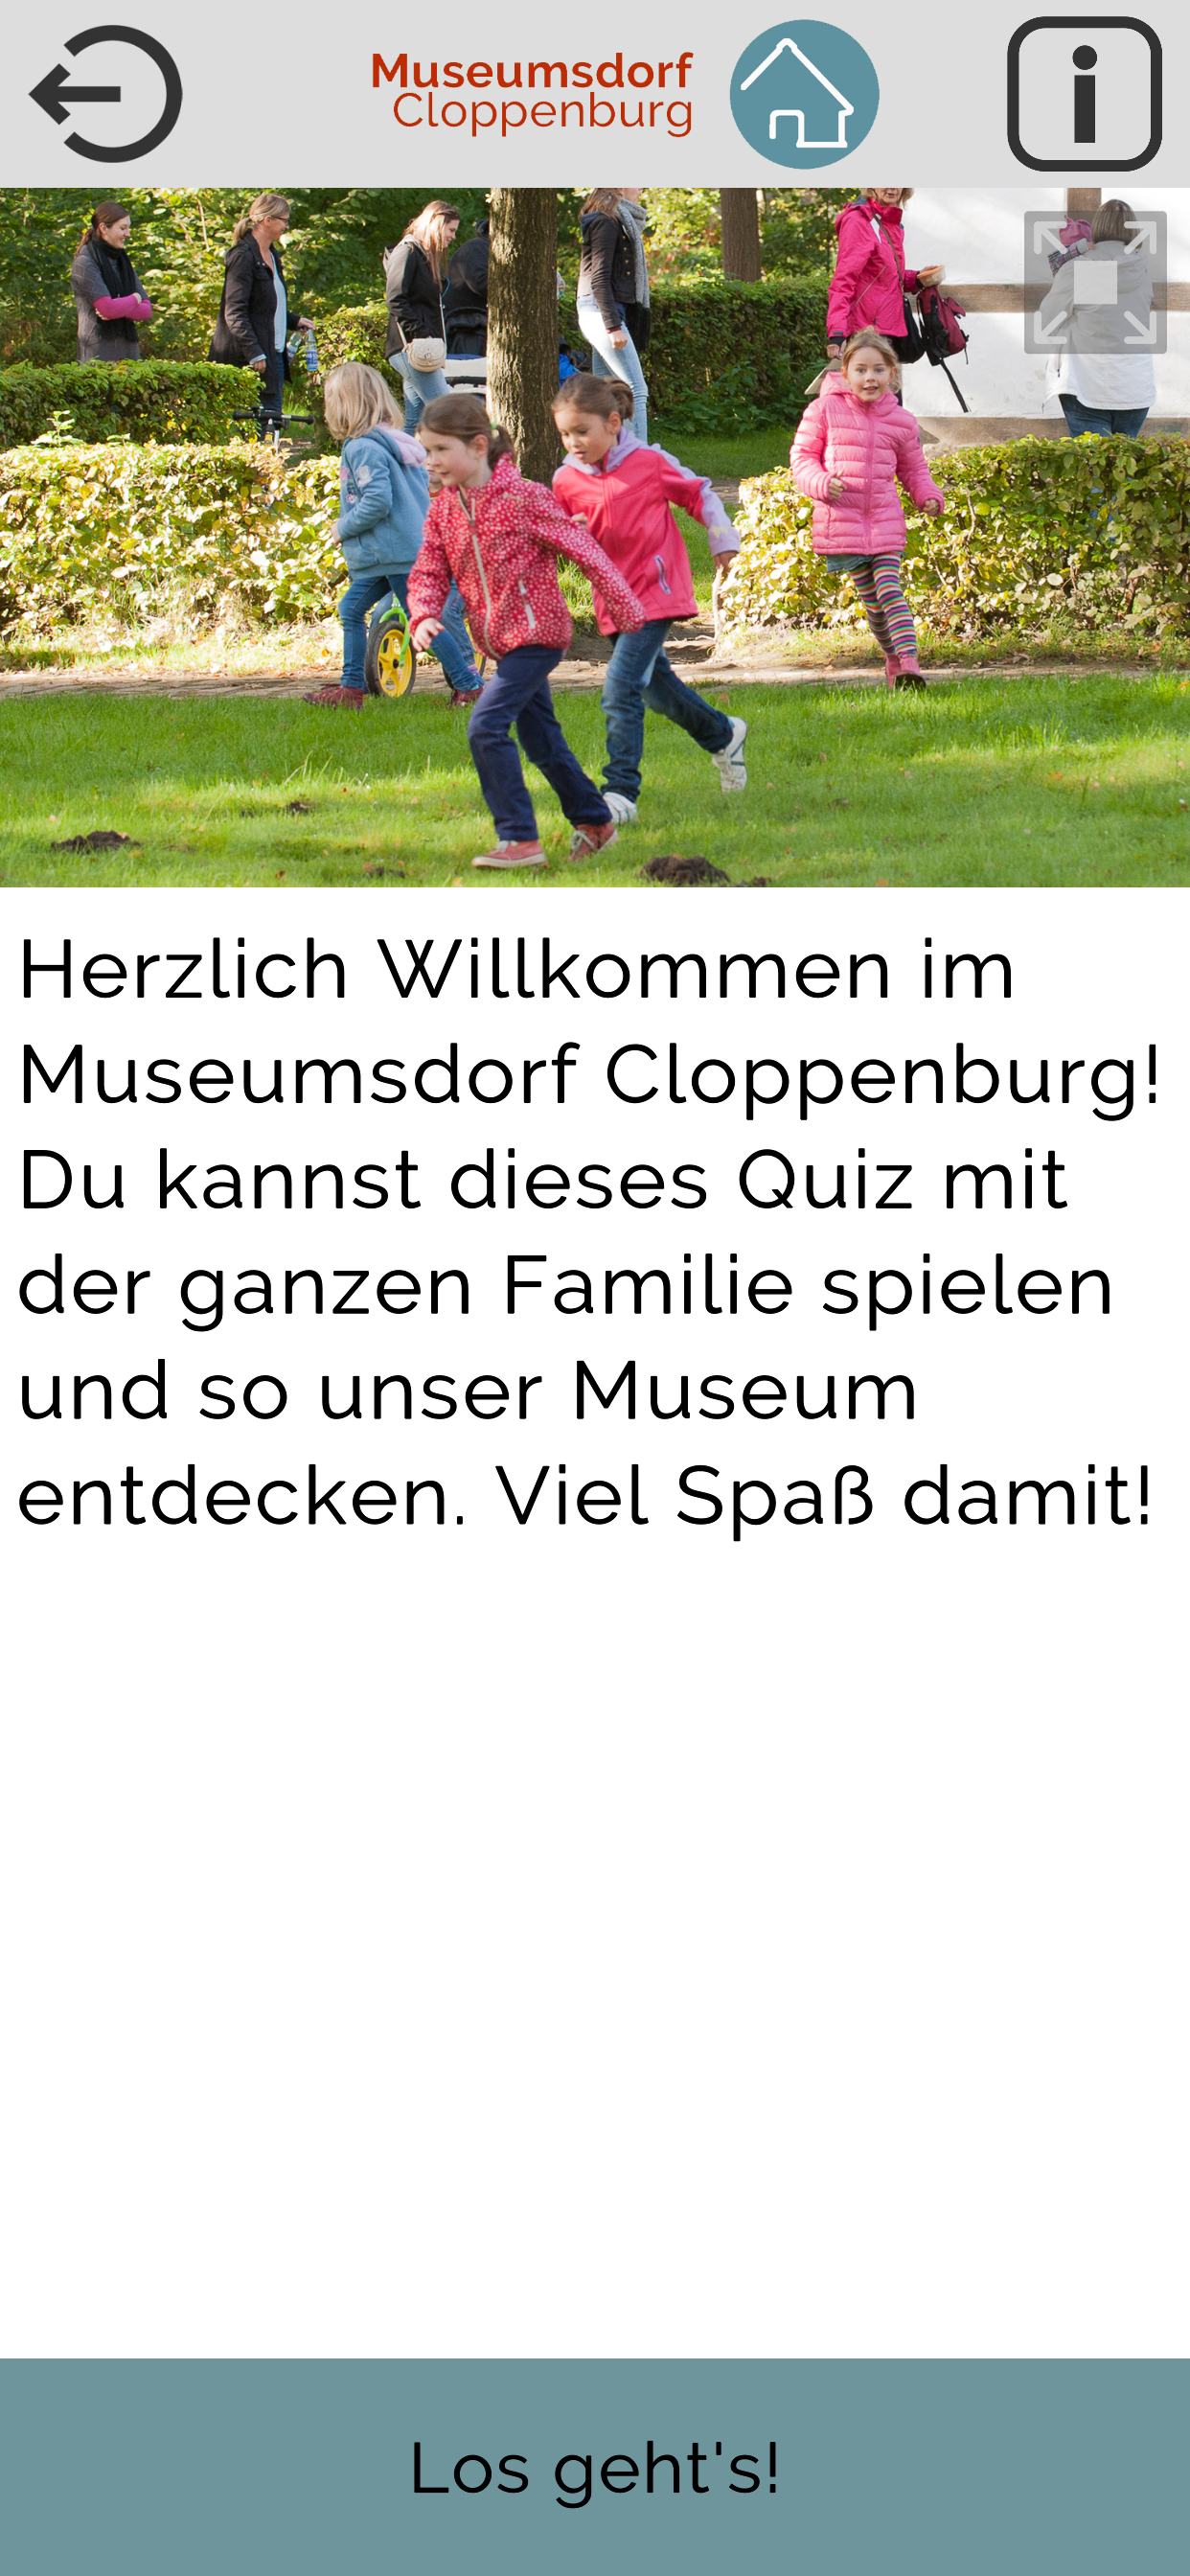 Museumsdorf
Cloppenburg
Herzlich Willkommen im
Museumsdorf Cloppenburg!
Du kannst dieses Quiz mit
der ganzen Familie spielen
und so unser Museum
entdecken. Viel Spaß damit!
Los geht's!